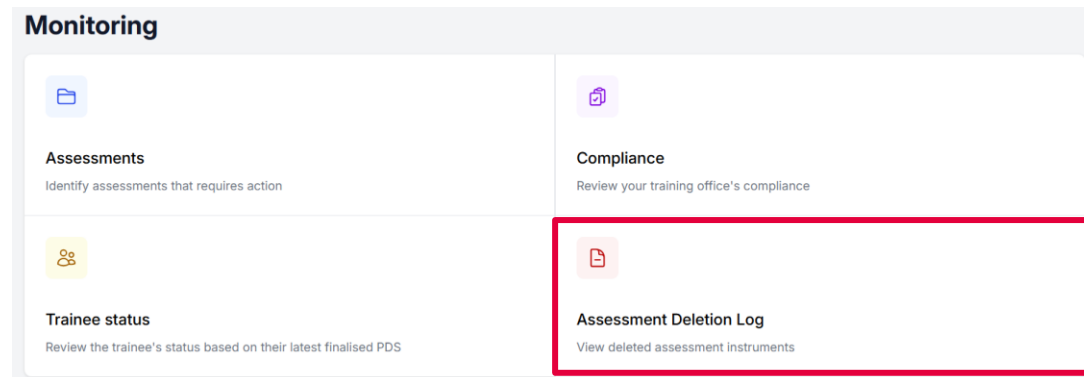 Monitoring
Assessments
Identify assessments that requires action
Compliance
Review your training office's compliance
Trainee status
Review the trainee's status based on their latest finalised PDS
Assessment Deletion Log
View deleted assessment instruments